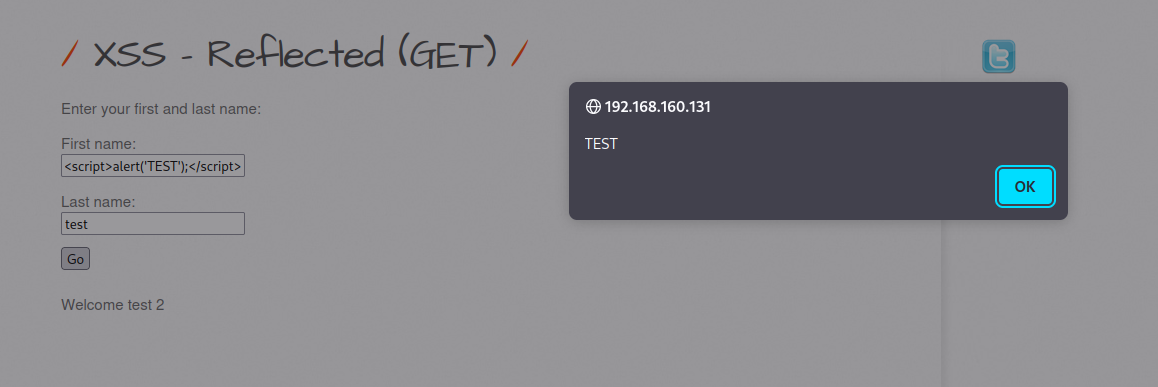 / XSS - Reflected (GET) /
Enter your first and last name:
First name:
<script>alert('TEST');</script>
Last name:
test
Go
Welcome test 2
192.168.160.131
TEST
OK